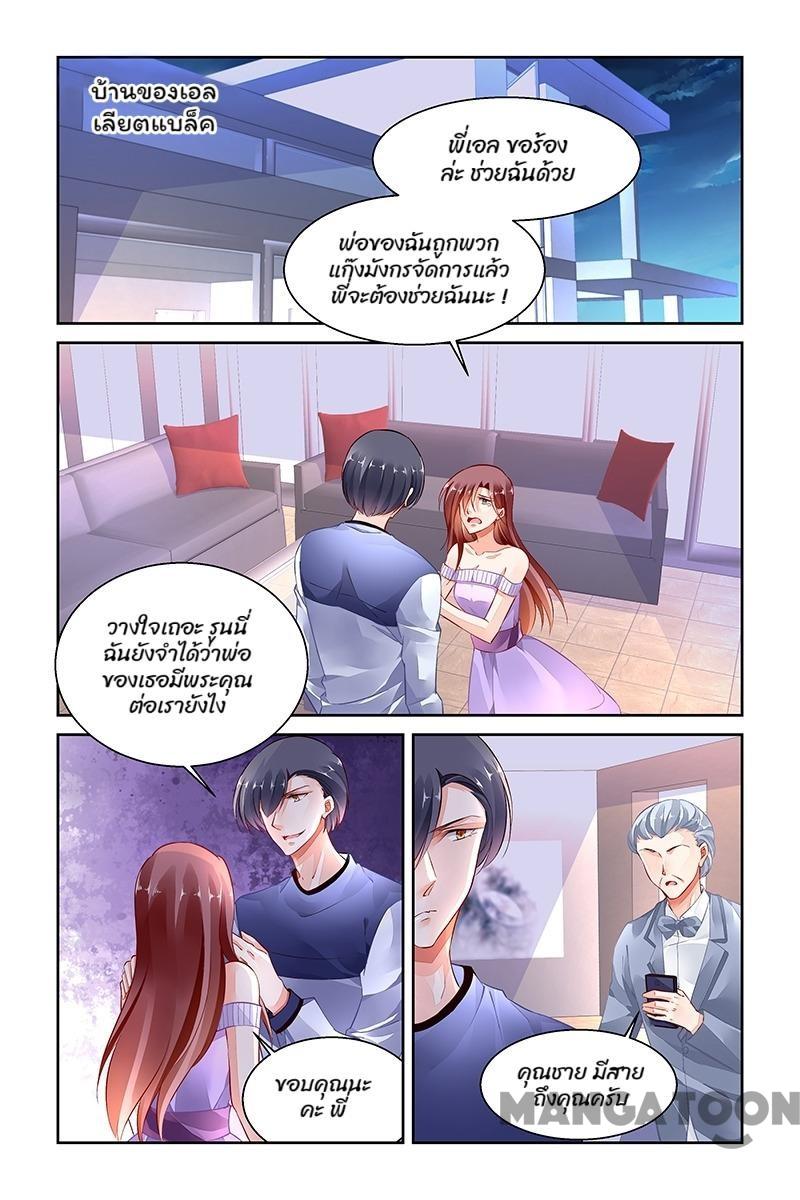 บ้านของเอล
เลียตแบล็ค
พี่เอล ขอร้อง
ล่ะ ช่วยฉันด้วย
พ่อของฉันถูกพวก
แก๊งมังกรจัดการแล้ว
พี่จะต้องช่วยฉันนะ !
วางใจเถอะ รูนนี่
ฉันยังจำได้ว่าพ่อ
ของเธอมีพระคุณ
ต่อเรายังไง
ขอบคุณนะ
คะ พี่
คุณชาย มีสาย
ถึงคุณครับ
MANGATOON